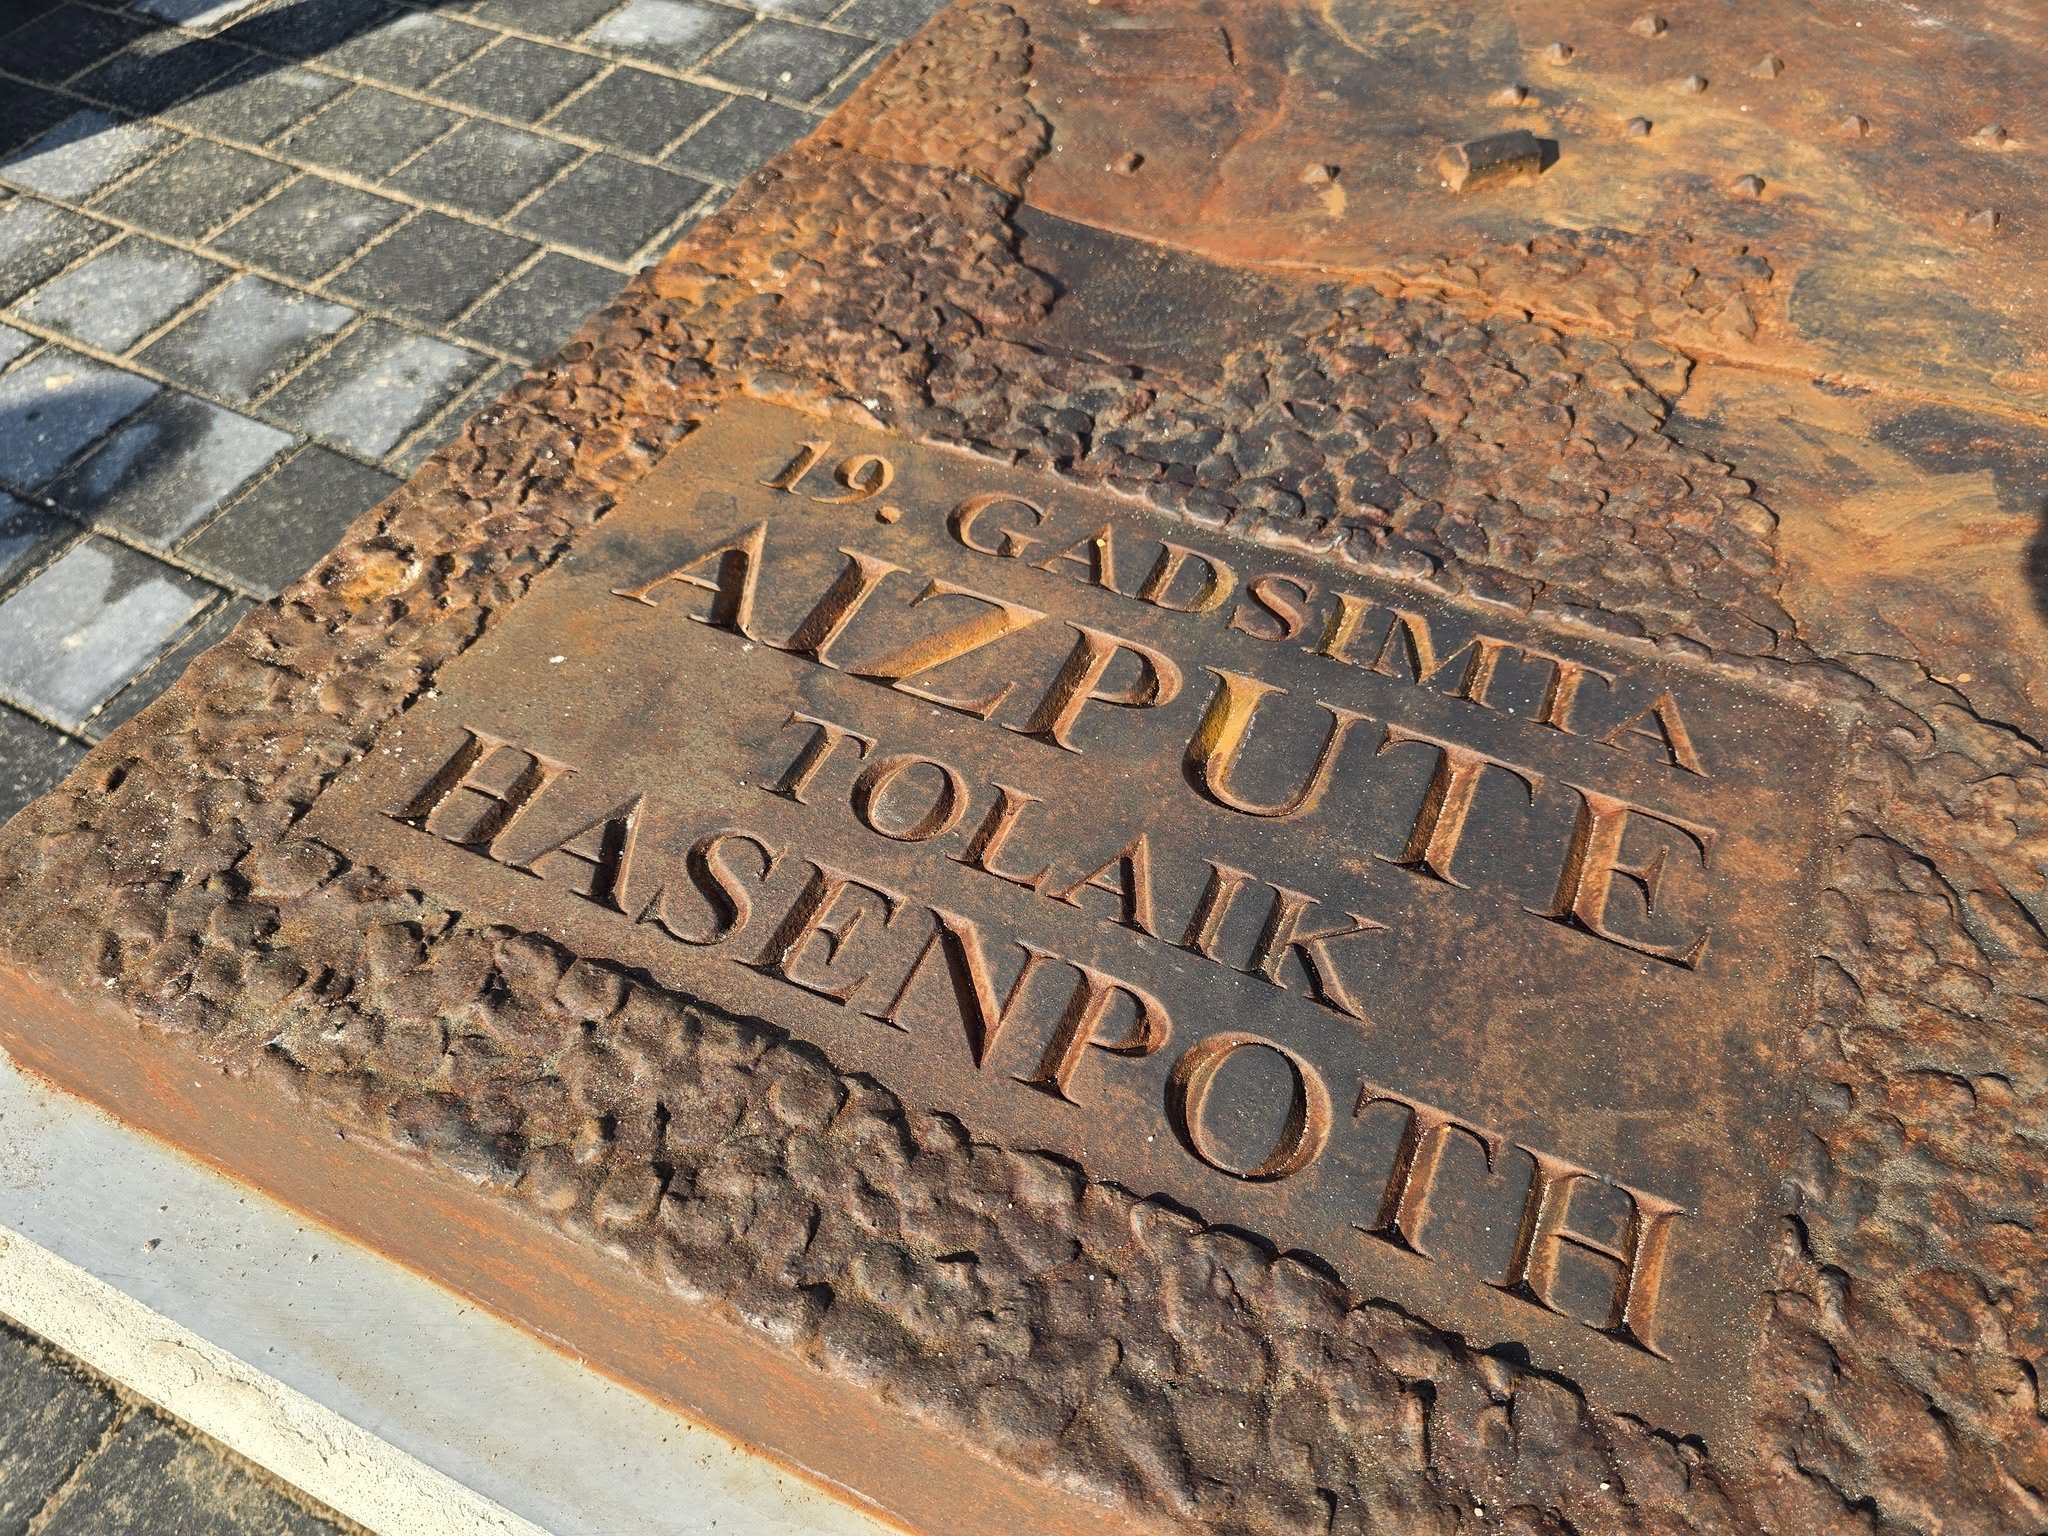 19. GADSIMTA
AIZPUTE
TOLAIK
HASENPOTH